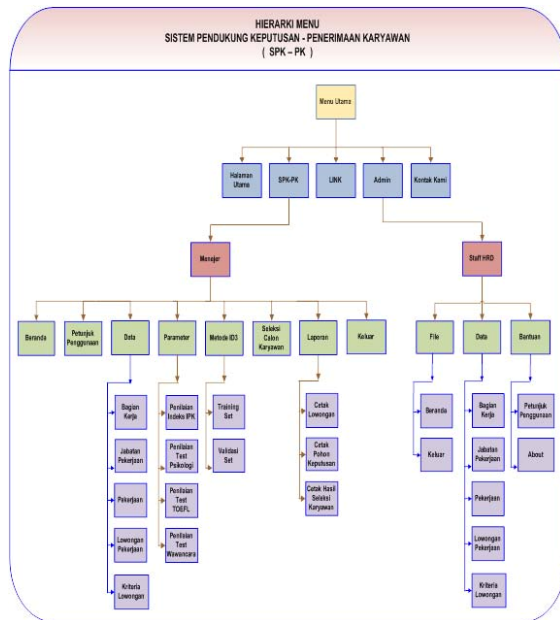 HIERARKI MENU
SISTEM PENDUKUNG KEPUTUSAN - PENERIMAAN KARYAWAN
( SPK – PK )
Menu Utama
Halaman
Utama
SPK-PK
LINK
Admin
Kontak Kami
Manajer
Staff HRD
Beranda
Petunjuk
Penggunaan
Data
Parameter
Metode ID3
Seleksi
Calon
Karyawan
Laporan
Keluar
File
Data
Bantuan
Bagian
Kerja
Jabatan
Pekerjaan
Pekerjaan
Lowongan
Pekerjaan
Kriteria
Lowongan
Penilaian
Indeks IPK
Penilaian
Test
Psikologi
Penilaian
Test
TOEFL
Penilaian
Test
Wawancara
Training
Set
Validasi
Set
Cetak
Lowongan
Cetak
Pohon
Keputusan
Cetak Hasil
Seleksi
Karyawan
Beranda
Keluar
Bagian
Kerja
Jabatan
Pekerjaan
Pekerjaan
Lowongan
Pekerjaan
Kriteria
Lowongan
Petunjuk
Penggunaan
About